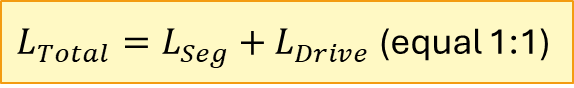 L_Total = L_Seg + L_Drive (equal 1:1)